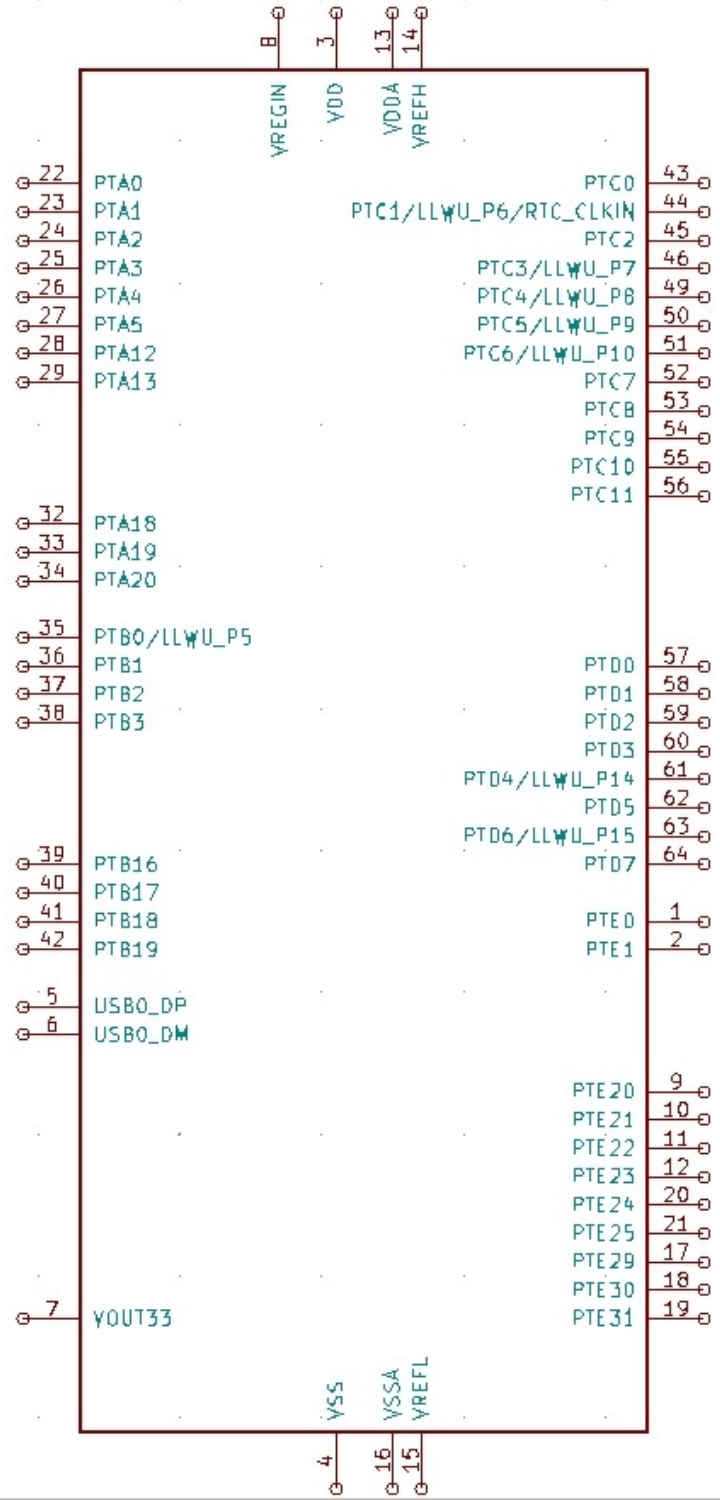 8 3 13 14
VREGIN VDD VDDA VREFH
22 PTA0 PTC0 43
23 PTA1 PTC1/LLWU_P6/RTC_CLKIN 44
24 PTA2 PTC2 45
25 PTA3 PTC3/LLWU_P7 46
26 PTA4 PTC4/LLWU_P8 49
27 PTA5 PTC5/LLWU_P9 50
28 PTA12 PTC6/LLWU_P10 51
29 PTA13 PTC7 52
PTC8 53
PTC9 54
PTC10 55
PTC11 56
32 PTA18
33 PTA19
34 PTA20
35 PTB0/LLWU_P5
36 PTB1 PTD0 57
37 PTB2 PTD1 58
38 PTB3 PTD2 59
PTD3 60
PTD4/LLWU_P14 61
PTD5 62
PTD6/LLWU_P15 63
39 PTB16 PTD7 64
40 PTB17
41 PTB18 PTE0 1
42 PTB19 PTE1 2
5 USB0_DP
6 USB0_DM
PTE20 9
PTE21 10
PTE22 11
PTE23 12
PTE24 20
PTE25 21
PTE29 17
PTE30 18
7 VOUT33 PTE31 19
VSS VSSA VREFL
4 16 15